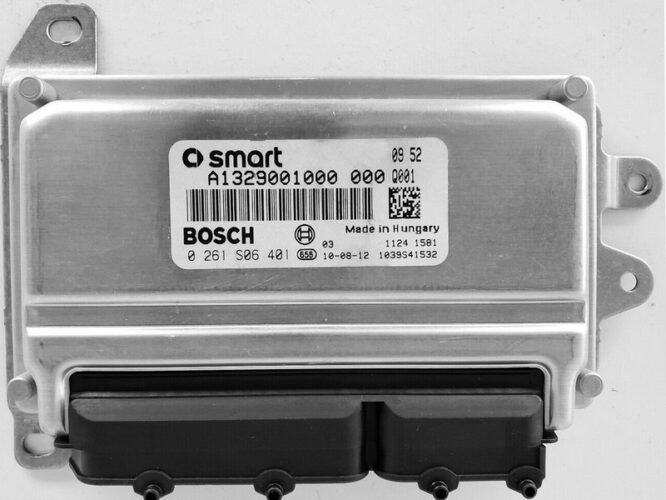 smart 09 52
A1329001000 000 Q001
Made in Hungary
BOSCH 03 1124 1581
0 261 S06 401 656 10-08-12 1039S41532